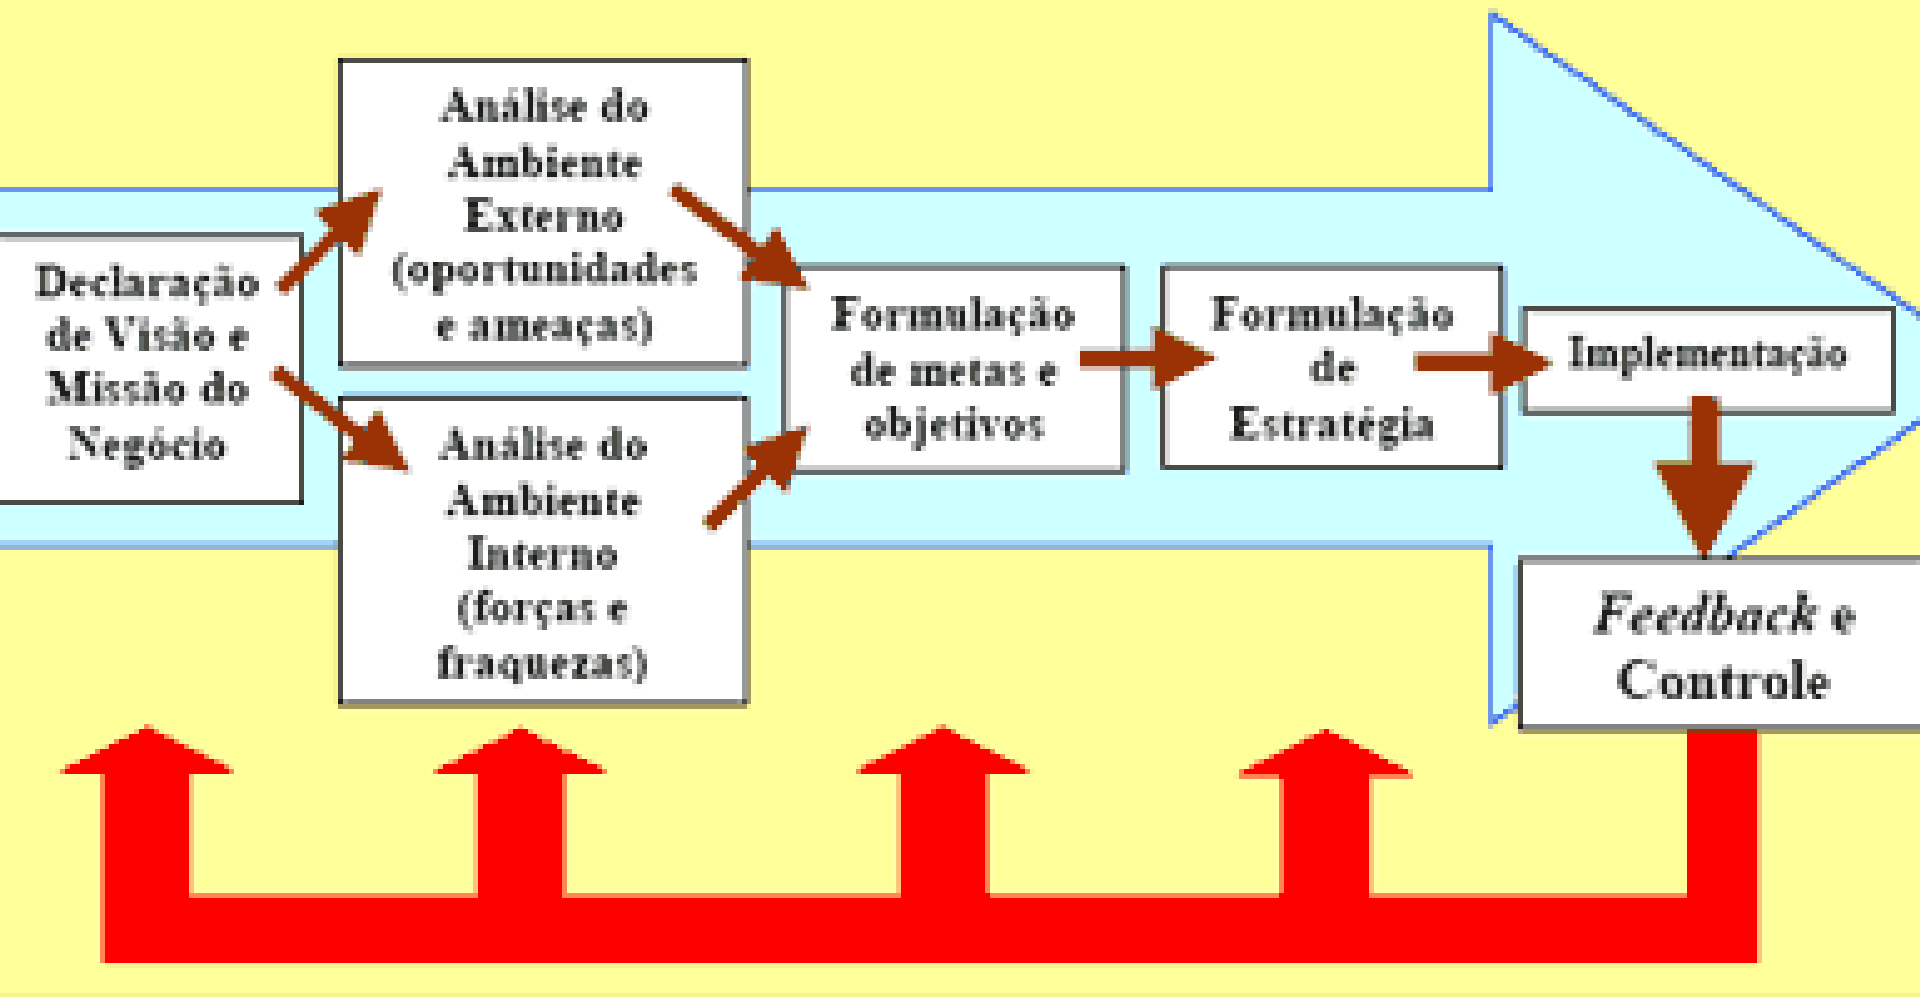 Declaração
de Visão e
Missão do
Negócio
Análise do
Ambiente
Externo
(oportunidades
e ameaças)
Análise do
Ambiente
Interno
(forças e
fraquezas)
Formulação
de metas e
objetivos
Formulação
de
Estratégia
Implementação
Feedback e
Controle